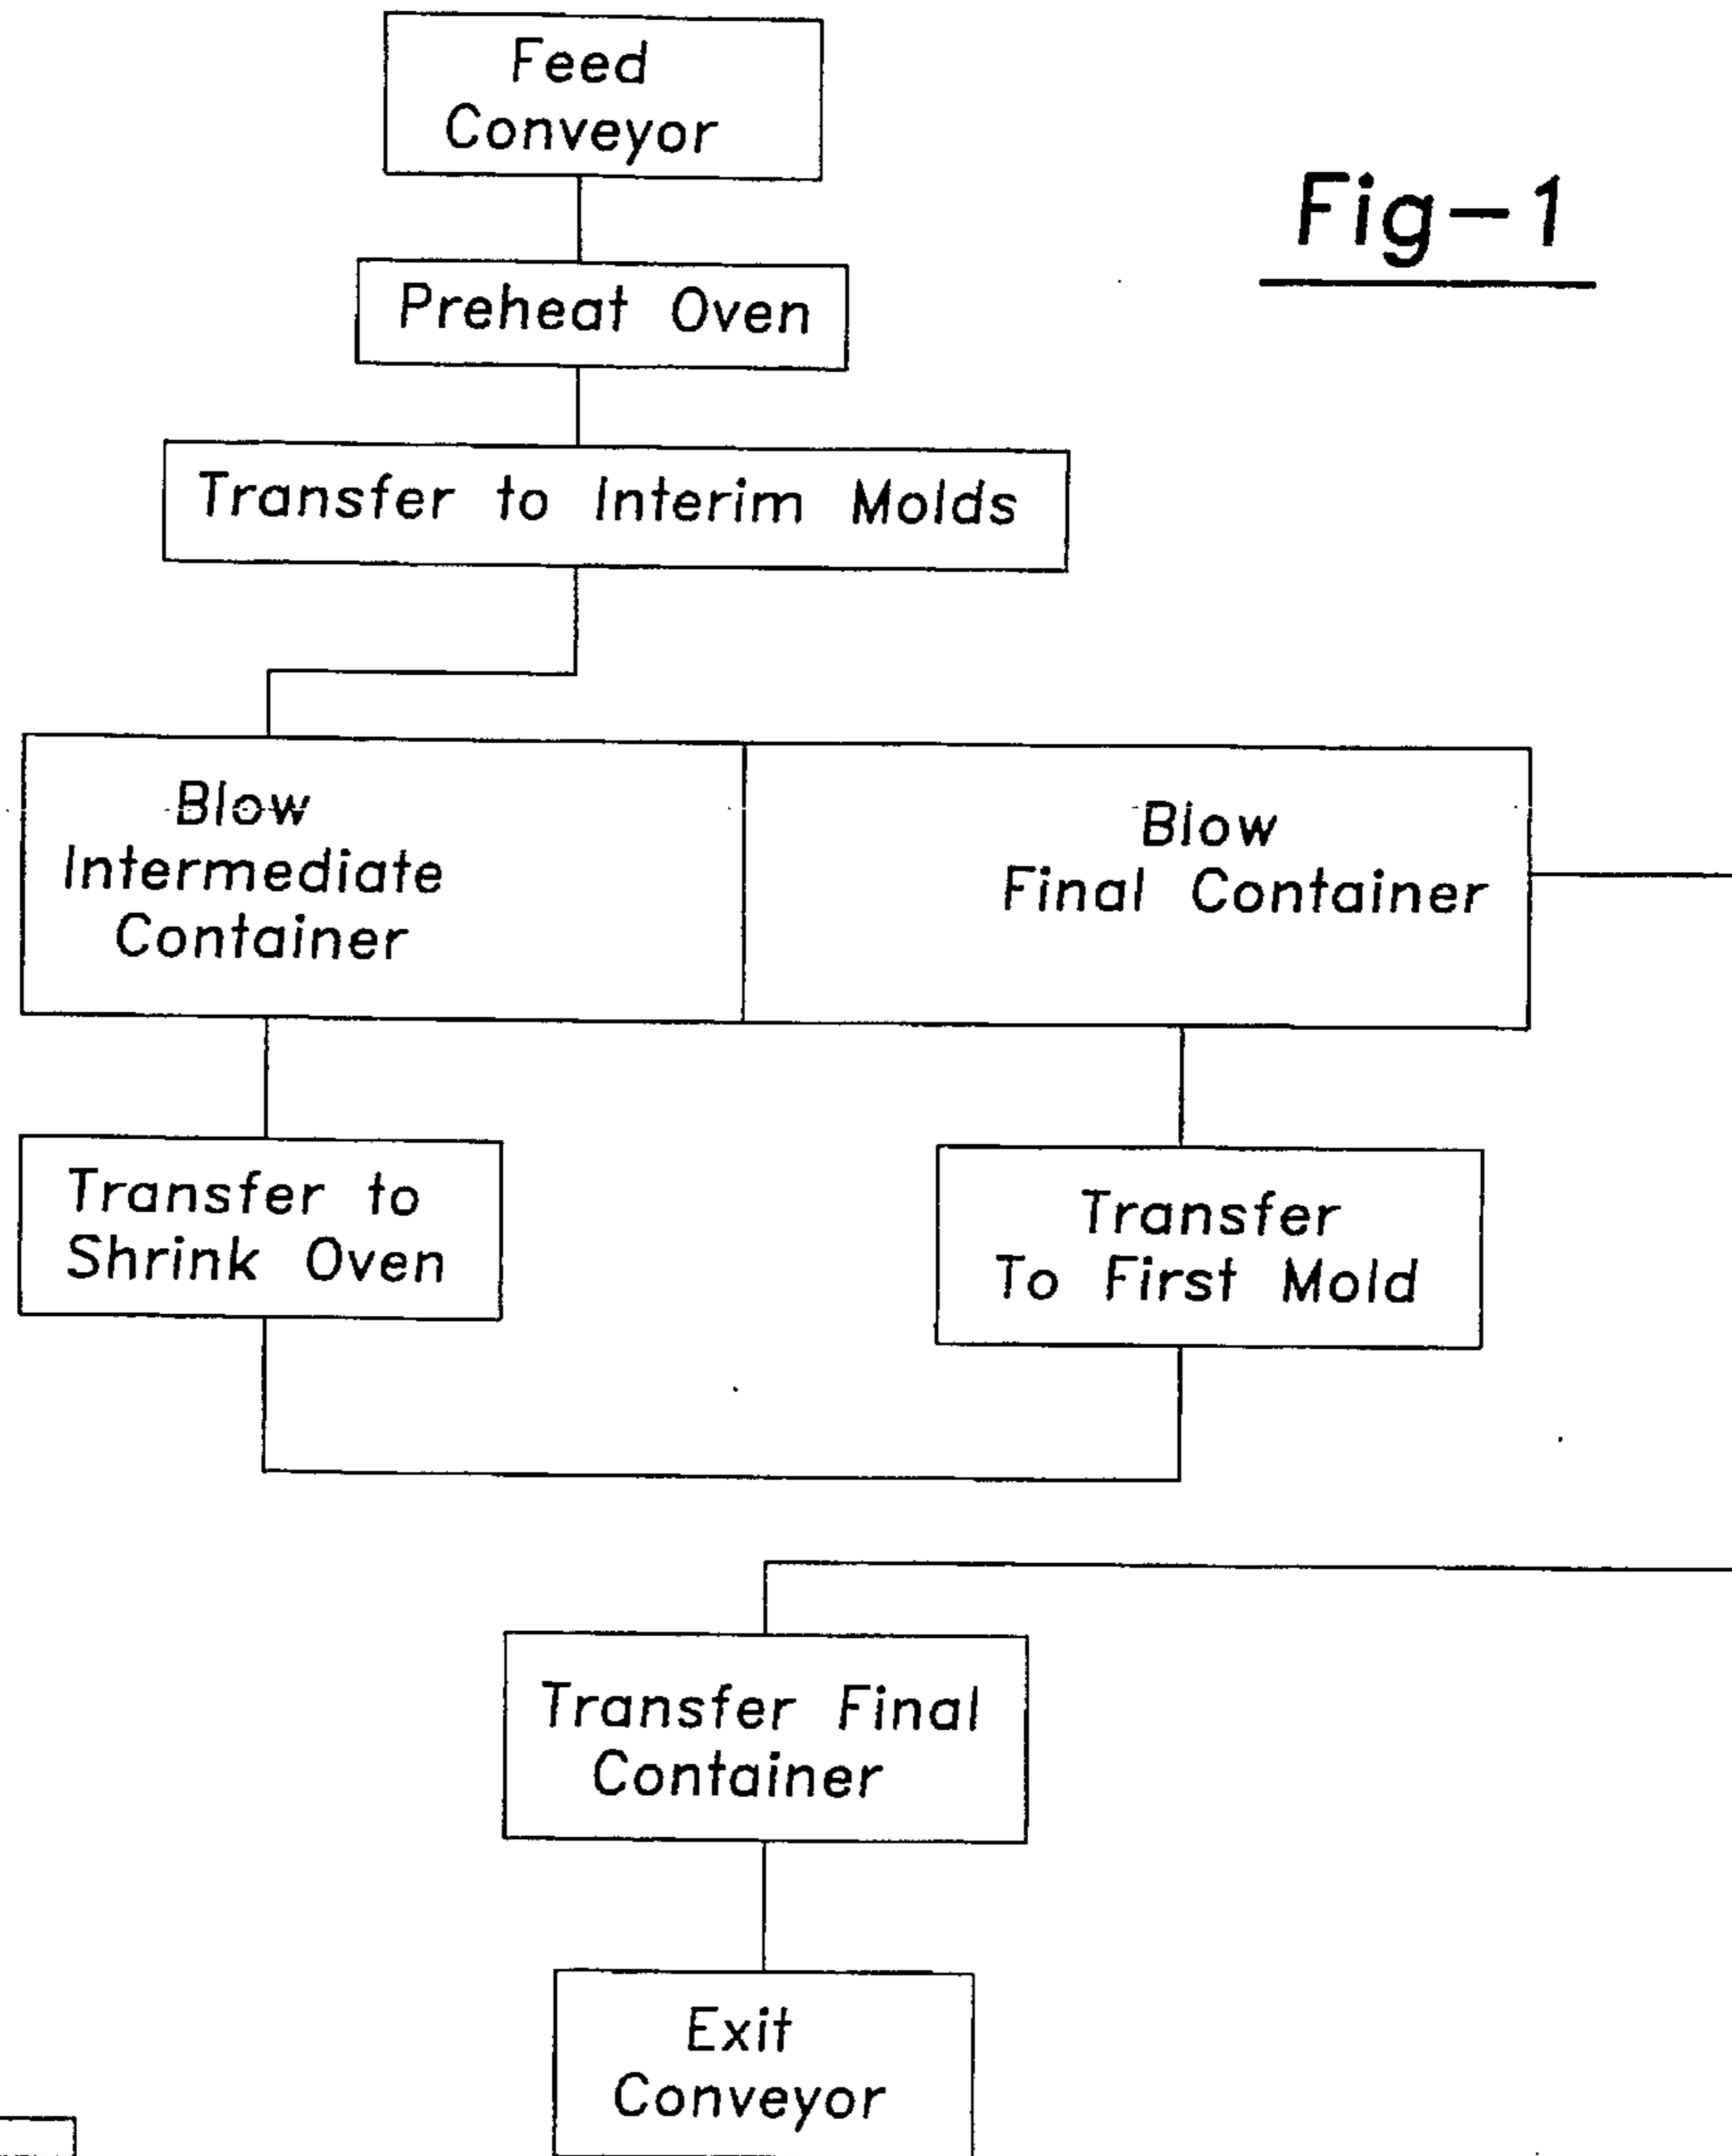 Feed
Conveyor
Fig-1
Preheat Oven
Transfer to Interim Molds
Blow
Intermediate
Container
Blow
Final Container
Transfer to
Shrink Oven
Transfer
To First Mold
Transfer Final
Container
Exit
Conveyor